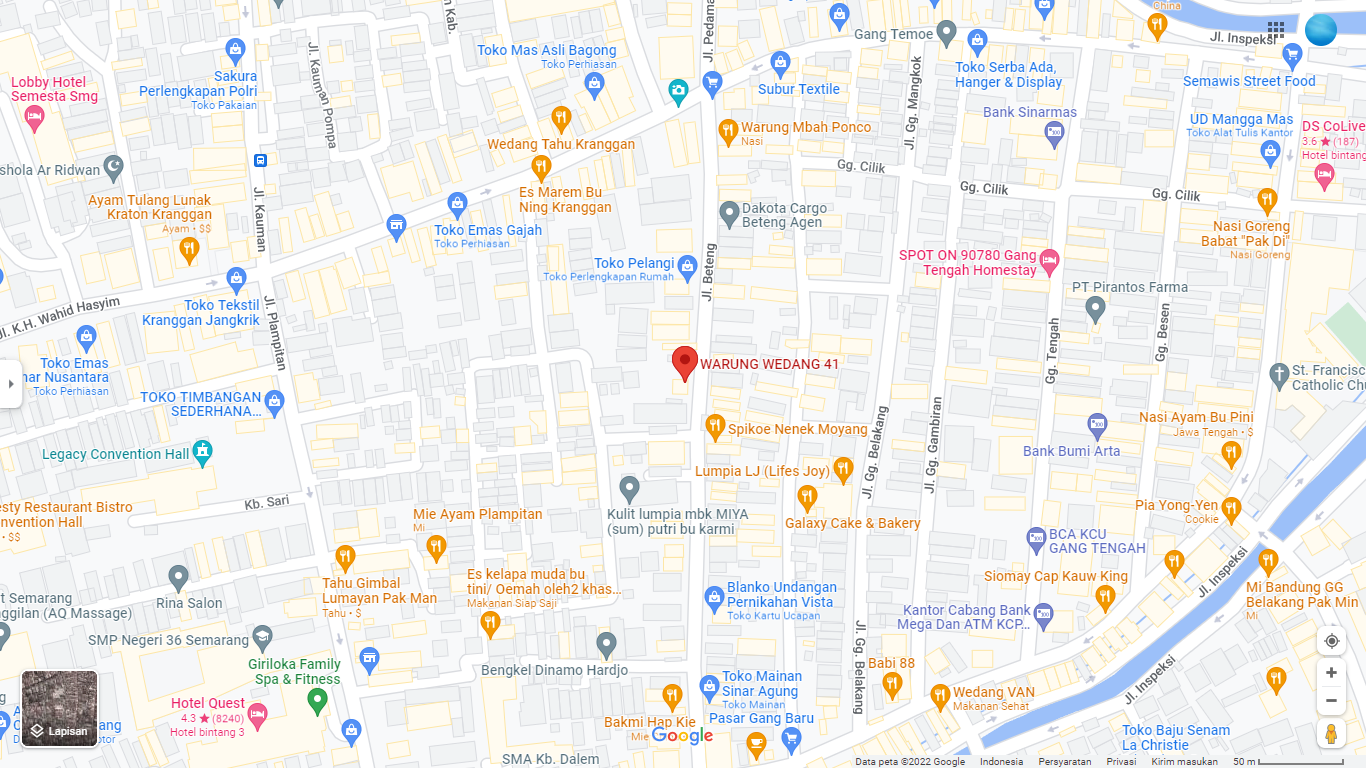 Kab.
Jl. Pedama
China
Jl. Inspeksi
Gang Temoe
Toko Mas Asli Bagong
Toko Perhiasan
Jl. Kauman Pompa
Sakura
Perlengkapan Polri
Toko Pakaian
Lobby Hotel
Semesta Smg
Toko Serba Ada,
Hanger & Display
Semawis Street Food
Subur Textile
Jl. Gg. Mangkok
Bank Sinarmas
UD Mangga Mas
Toko Alat Tulis Kantor
DS CoLive
3.6 ★ (187)
Hotel bintang
Warung Mbah Ponco
Nasi
Wedang Tahu Kranggan
shola Ar Ridwan
Gg. Cilik
Gg. Cilik
Gg. Cilik
Es Marem Bu
Ning Kranggan
Ayam Tulang Lunak
Kraton Kranggan
Ayam • $$
Jl. Kauman
Dakota Cargo
Beteng Agen
Toko Emas Gajah
Toko Perhiasan
Nasi Goreng
Babat "Pak Di"
Nasi Goreng
Toko Pelangi
Toko Perlengkapan Rumah
Jl. Beteng
SPOT ON 90780 Gang
Tengah Homestay
PT Pirantos Farma
Toko Tekstil
Kranggan Jangkrik
Jl. K.H. Wahid Hasyim
Jl. Plampitan
Gg. Tengah
Gg. Besen
Toko Emas
nar Nusantara
Toko Perhiasan
WARUNG WEDANG 41
St. Francisc
Catholic Chu
TOKO TIMBANGAN
SEDERHANA...
Jl. Gg. Belakang
Jl. Gg. Gambiran
Nasi Ayam Bu Pini
Jawa Tengah • $
Spikoe Nenek Moyang
Legacy Convention Hall
Bank Bumi Arta
Lumpia LJ (Lifes Joy)
Kb. Sari
esty Restaurant Bistro
nvention Hall
• $$
Mie Ayam Plampitan
Mi
Kulit lumpia mbk MIYA
(sum) putri bu karmi
Galaxy Cake & Bakery
Pia Yong-Yen
Cookie
BCA KCU
GANG TENGAH
Tahu Gimbal
Lumayan Pak Man
Tahu • $
Es kelapa muda bu
tini/ Oemah oleh2 khas...
Makanan Siap Saji
Siomay Cap Kauw King
Jl. Inspeksi
Mi Bandung GG
Belakang Pak Min
Mi
Blanko Undangan
Pernikahan Vista
Toko Kartu Ucapan
t Semarang
nggilan (AQ Massage)
Rina Salon
Kantor Cabang Bank
Mega Dan ATM KCP...
SMP Negeri 36 Semarang
Jl. Gg. Belakang
Giriloka Family
Spa & Fitness
Bengkel Dinamo Hardjo
Babi 88
Toko Mainan
Sinar Agung
Toko Mainan
Jl. Inspeksi
Wedang VAN
Makanan Sehat
Hotel Quest
4.3 ★ (8240)
Hotel bintang 3
Bakmi Hap Kie
Mie
Pasar Gang Baru
Lapisan
Google
Toko Baju Senam
La Christie
SMA Kb. Dalem
Data peta ©2022 Google Indonesia Persyaratan Privasi Kirim masukan 50 m